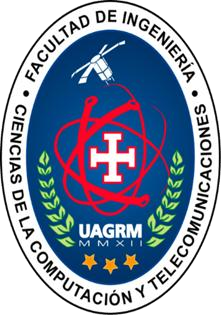 • FACULTAD DE INGENIERÍA •
CIENCIAS DE LA COMPUTACIÓN Y TELECOMUNICACIONES
UAGRM
MMXII